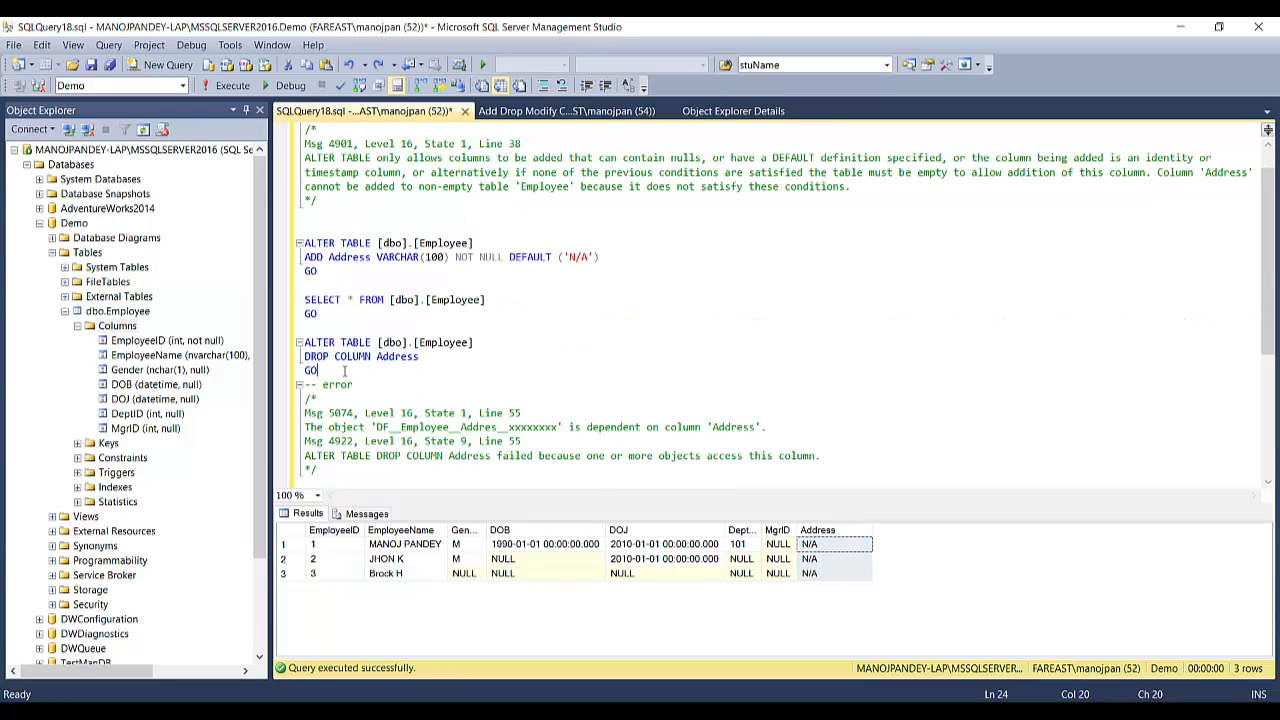 SQLQuery18.sql - MANOJPANDEY-LAP\MSSQLSERVER2016.Demo (FAREAST\manojpan (52))* - Microsoft SQL Server Management Studio
File Edit View Query Project Debug Tools Window Help
New Query stuName
Demo Execute Debug
Object Explorer
SQLQuery18.sql -...AST\manojpan (52))* Add Drop Modify C...ST\manojpan (54)) Object Explorer Details
Connect
MANOJPANDEY-LAP\MSSQLSERVER2016 (SQL Se
Databases
System Databases
Database Snapshots
AdventureWorks2014
Demo
Database Diagrams
Tables
System Tables
FileTables
External Tables
dbo.Employee
Columns
EmployeeID (int, not null)
EmployeeName (nvarchar(100),
Gender (nchar(1), null)
DOB (datetime, null)
DOJ (datetime, null)
DeptID (int, null)
MgrID (int, null)
Keys
Constraints
Triggers
Indexes
Statistics
Views
External Resources
Synonyms
Programmability
Service Broker
Storage
Security
DWConfiguration
DWDiagnostics
DWQueue
TestManDB
/*
Msg 4901, Level 16, State 1, Line 38
ALTER TABLE only allows columns to be added that can contain nulls, or have a DEFAULT definition specified, or the column being added is an identity or
timestamp column, or alternatively if none of the previous conditions are satisfied the table must be empty to allow addition of this column. Column 'Address'
cannot be added to non-empty table 'Employee' because it does not satisfy these conditions.
*/
ALTER TABLE [dbo].[Employee]
ADD Address VARCHAR(100) NOT NULL DEFAULT ('N/A')
GO
SELECT * FROM [dbo].[Employee]
GO
ALTER TABLE [dbo].[Employee]
DROP COLUMN Address
GO
-- error
/*
Msg 5074, Level 16, State 1, Line 55
The object 'DF__Employee__Addres__xxxxxxxx' is dependent on column 'Address'.
Msg 4922, Level 16, State 9, Line 55
ALTER TABLE DROP COLUMN Address failed because one or more objects access this column.
*/
100 %
Results Messages
EmployeeID EmployeeName Gen... DOB DOJ Dept... MgrID Address
1 1 MANOJ PANDEY M 1990-01-01 00:00:00.000 2010-01-01 00:00:00.000 101 NULL N/A
2 2 JHON K M NULL 2010-01-01 00:00:00.000 NULL NULL N/A
3 3 Brock H NULL NULL NULL NULL NULL N/A
Query executed successfully. MANOJPANDEY-LAP\MSSQLSERVER... FAREAST\manojpan (52) Demo 00:00:00 3 rows
Ready Ln 24 Col 20 Ch 20 INS